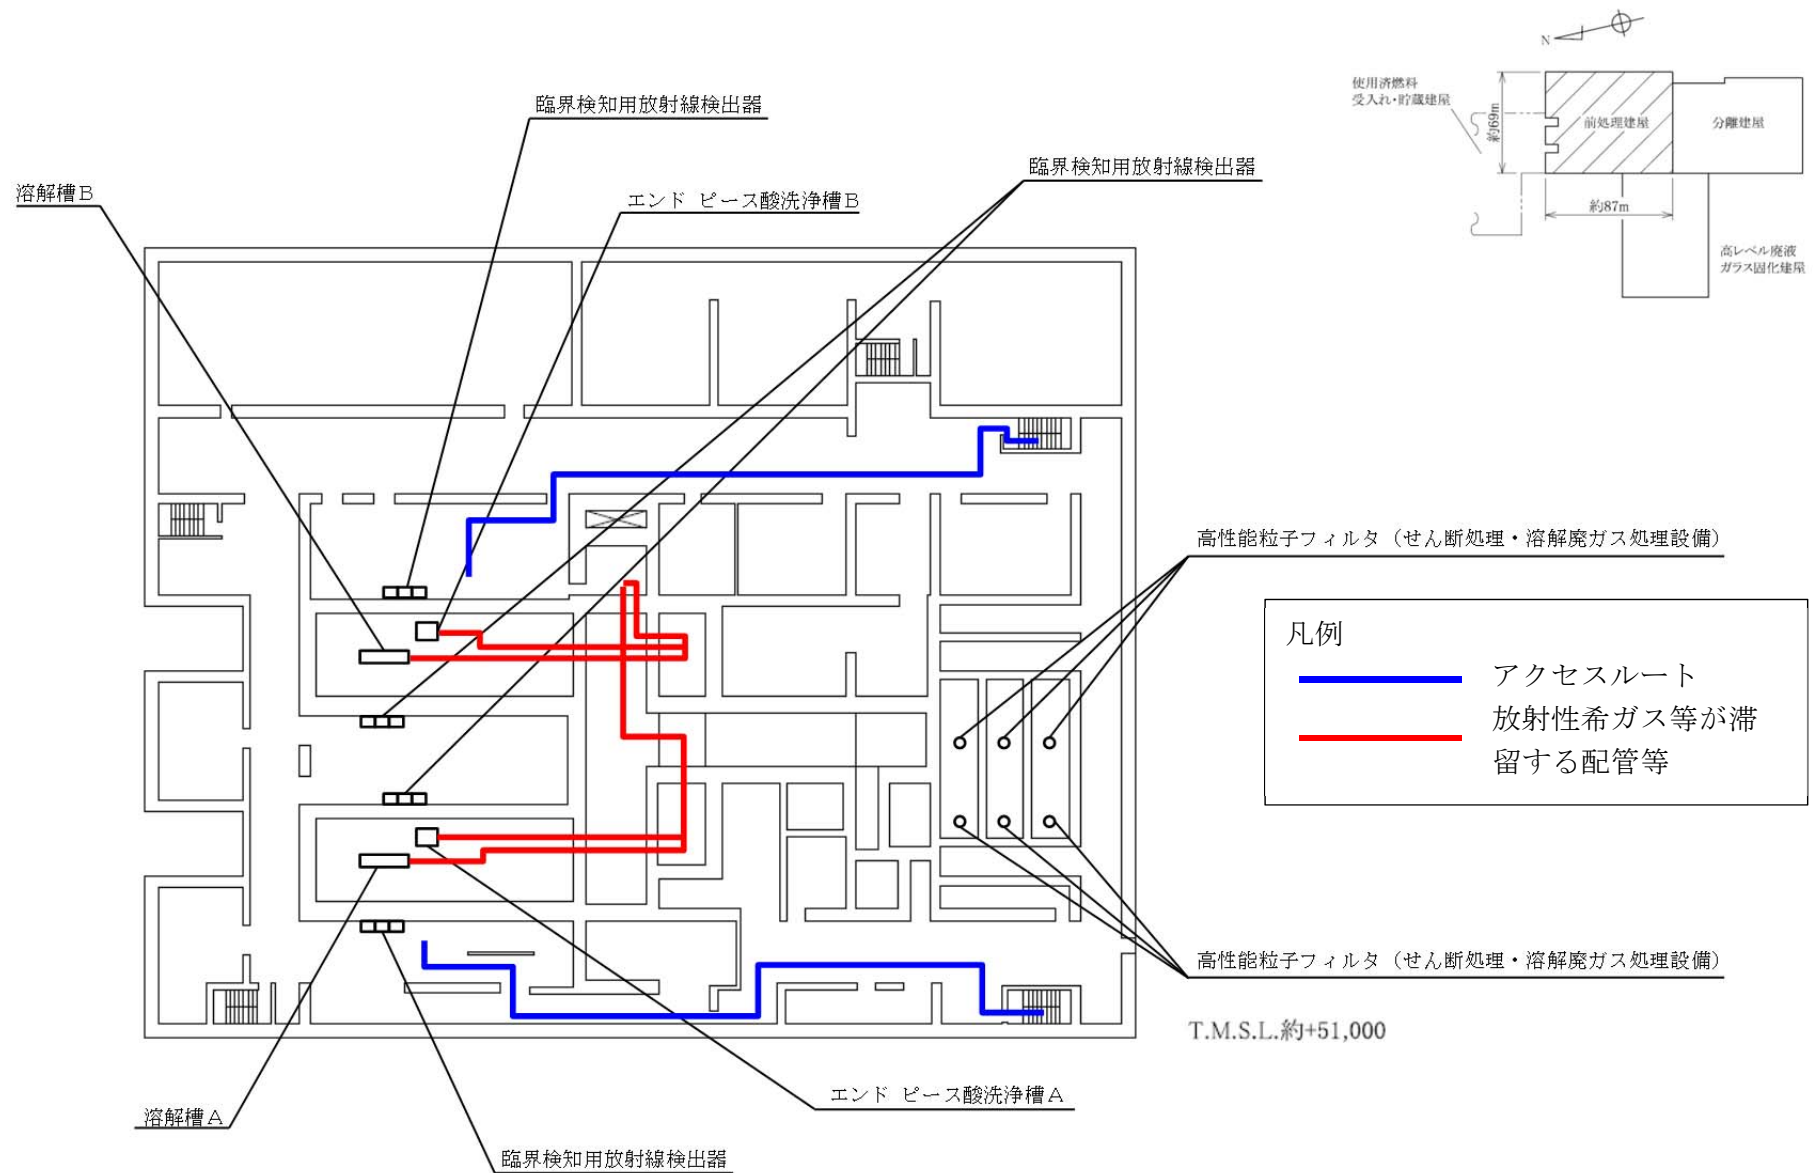 臨界検知用放射線検出器
溶解槽B
エンド ピース酸洗浄槽B
臨界検知用放射線検出器
N
使用済燃料
受入れ・貯蔵建屋
約69m
前処理建屋
分離建屋
約87m
高レベル廃液
ガラス固化建屋
高性能粒子フィルタ（せん断処理・溶解廃ガス処理設備）
凡例
アクセスルート
放射性希ガス等が滞
留する配管等
高性能粒子フィルタ（せん断処理・溶解廃ガス処理設備）
T.M.S.L.約+51,000
エンド ピース酸洗浄槽A
溶解槽A
臨界検知用放射線検出器